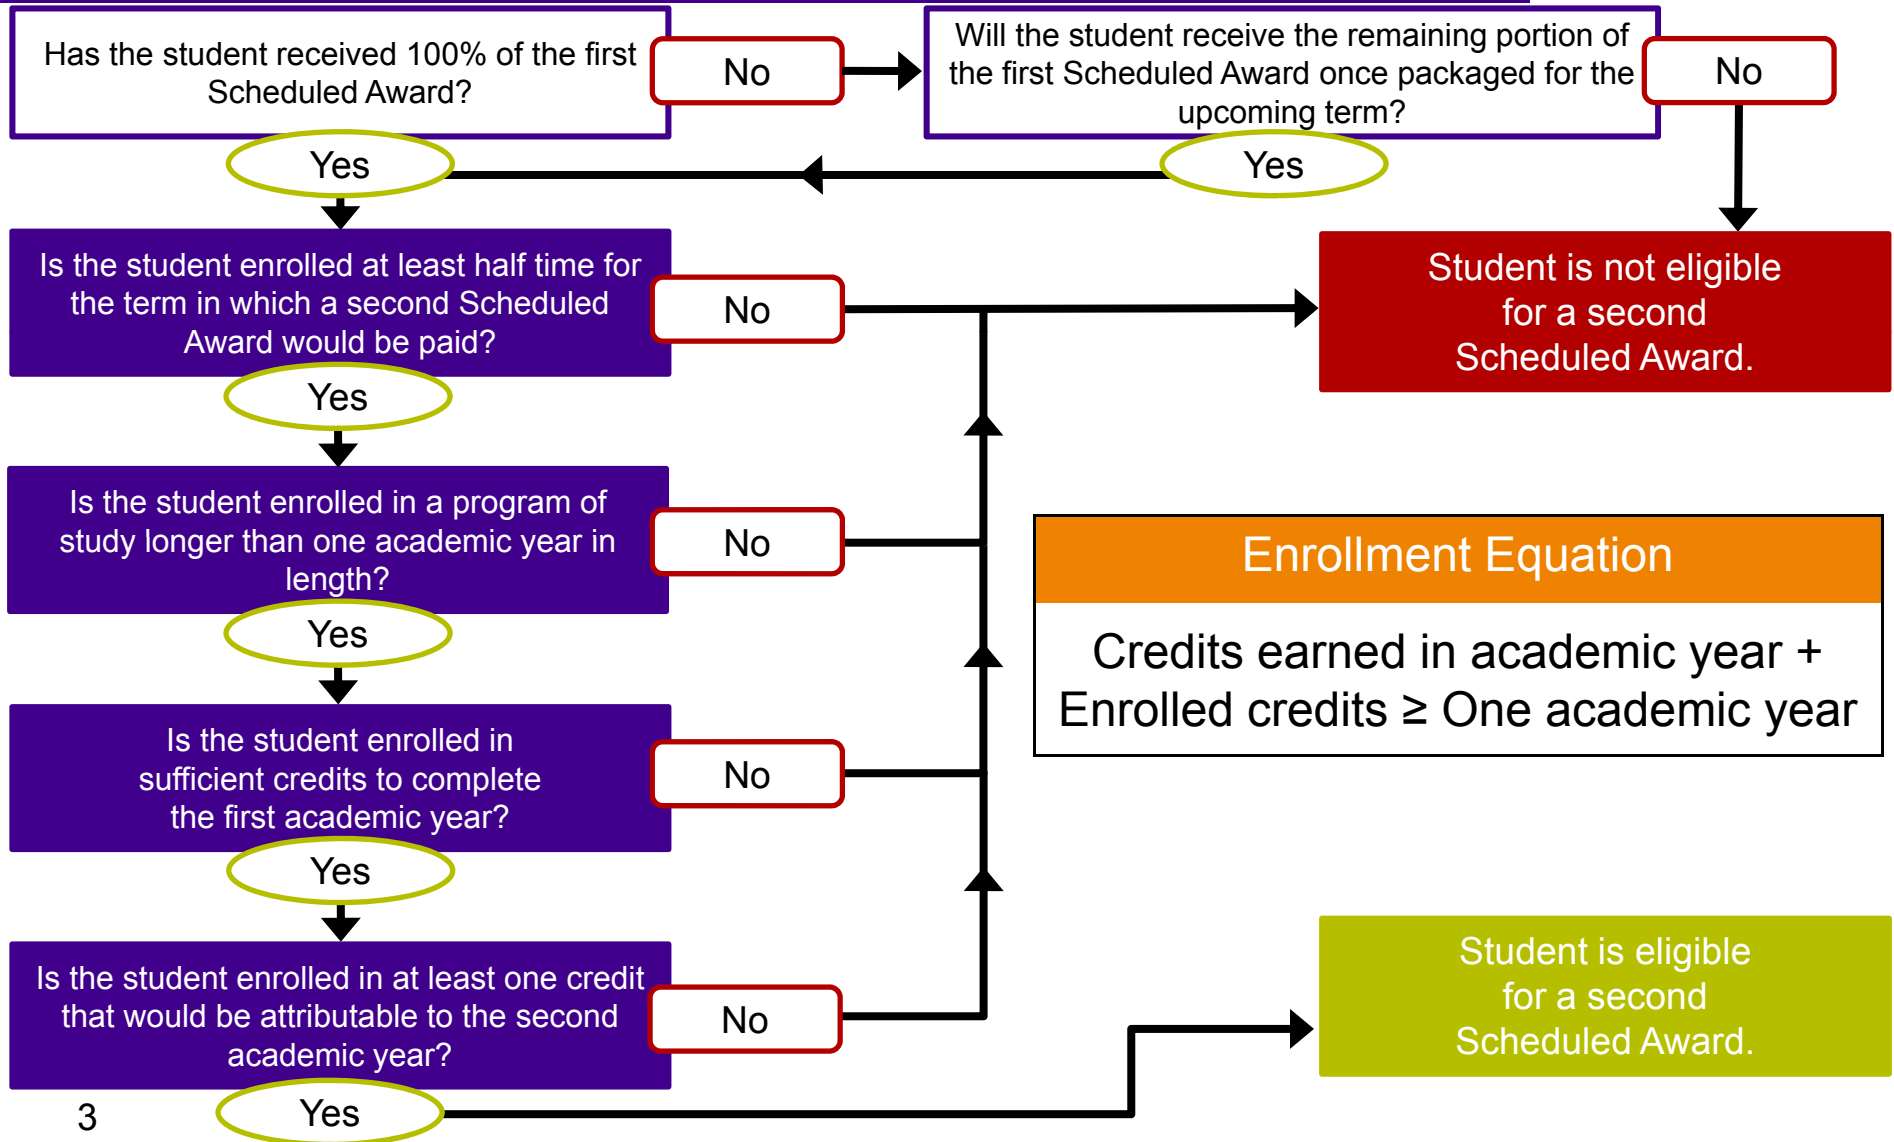 Has the student received 100% of the first
Scheduled Award?
No
Will the student receive the remaining portion of
the first Scheduled Award once packaged for the
upcoming term?
No
Yes
Yes
Is the student enrolled at least half time for
the term in which a second Scheduled
Award would be paid?
No
Student is not eligible
for a second
Scheduled Award.
Yes
Is the student enrolled in a program of
study longer than one academic year in
length?
No
Enrollment Equation
Credits earned in academic year +
Enrolled credits ≥ One academic year
Yes
Is the student enrolled in
sufficient credits to complete
the first academic year?
No
Yes
Is the student enrolled in at least one credit
that would be attributable to the second
academic year?
No
Student is eligible
for a second
Scheduled Award.
Yes
3